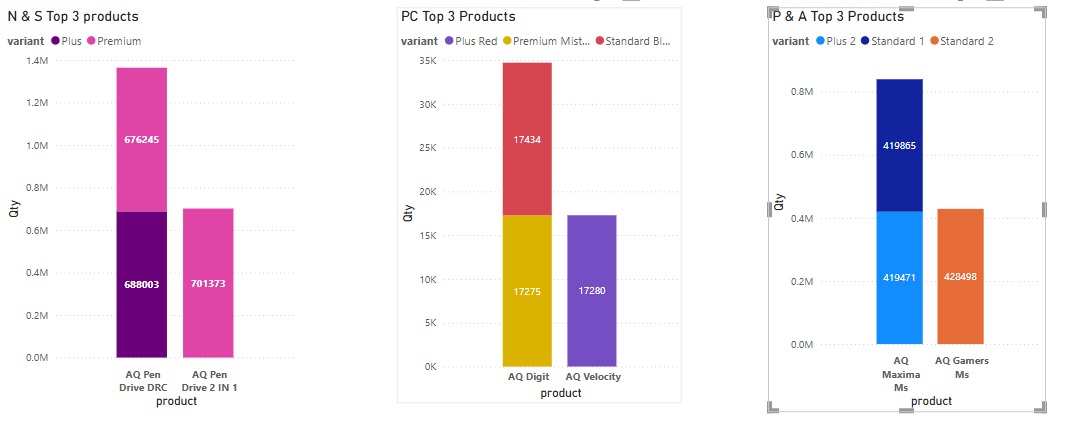 N & S Top 3 products
variant Plus Premium
1.4M
1.2M
1.0M
0.8M
0.6M
0.4M
0.2M
0.0M
Qty
676245
688003
701373
AQ Pen
Drive DRC
AQ Pen
Drive 2 IN 1
product
PC Top 3 Products
variant Plus Red Premium Mist... Standard Bl...
35K
30K
25K
20K
15K
10K
5K
0K
Qty
17434
17275
17280
AQ Digit
AQ Velocity
product
P & A Top 3 Products
variant Plus 2 Standard 1 Standard 2
0.8M
0.6M
0.4M
0.2M
0.0M
Qty
419865
419471
428498
AQ
Maxima
Ms
AQ Gamers
Ms
product